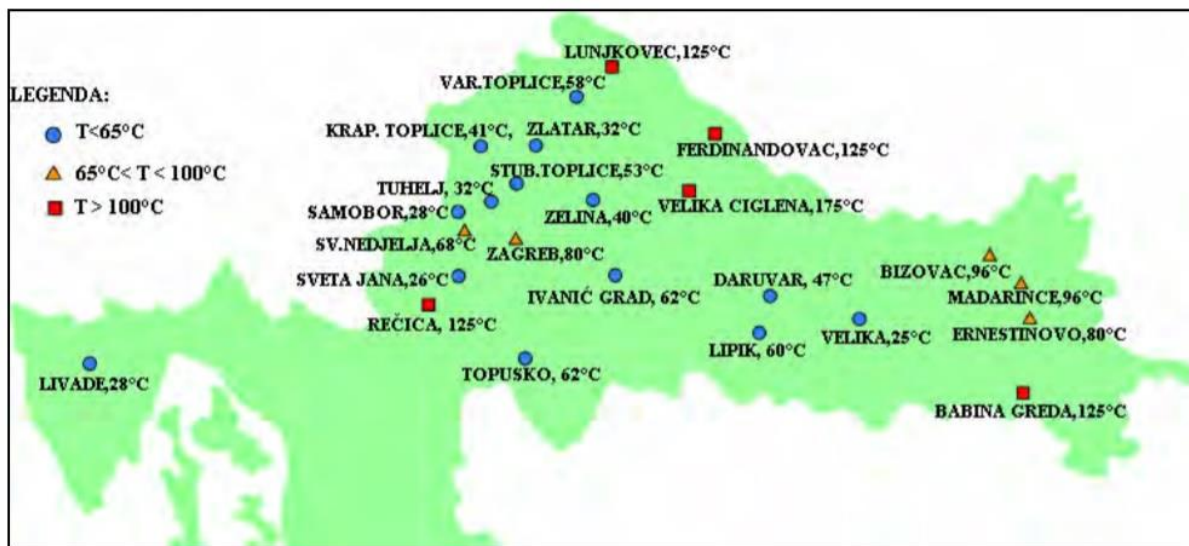 LUNJKOVEC,125°C
VAR.TOPLICE,58°C
LEGENDA:
T<65°C
65°C< T < 100°C
T > 100°C
KRAP. TOPLICE,41°C,
ZLATAR,32°C
FERDINANDOVAC,125°C
STUB.TOPLICE,53°C
TUHELJ, 32°C
SAMOBOR,28°C
ZELINA,40°C
VELIKA CIGLENA,175°C
SV.NEDJELJA,68°C
ZAGREB,80°C
SVETA JANA,26°C
IVANIĆ GRAD, 62°C
DARUVAR, 47°C
BIZOVAC,96°C
MADARINCE,96°C
REČICA, 125°C
LIPIK, 60°C
VELIKA,25°C
ERNESTINOVO,80°C
LIVADE,28°C
TOPUSKO, 62°C
BABINA GREDA,125°C